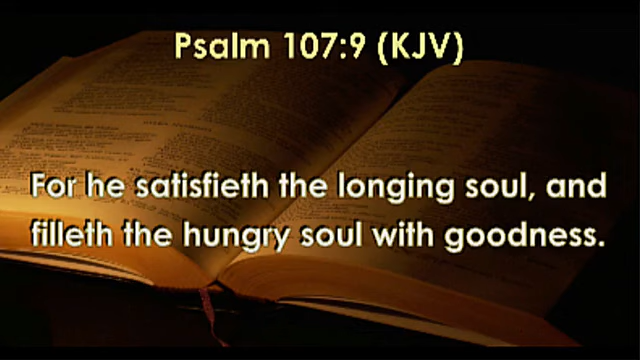 Psalm 107:9 (KJV)
For he satisfieth the longing soul, and
filleth the hungry soul with goodness.